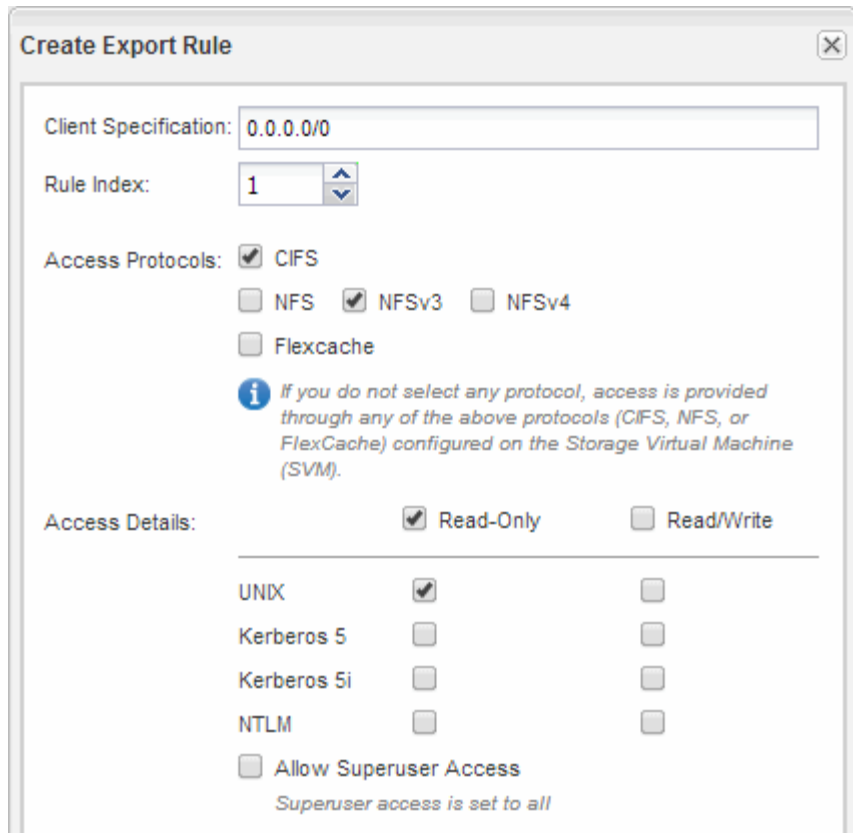 Create Export Rule
Client Specification: 0.0.0.0/0
Rule Index: 1
Access Protocols: CIFS
NFS NFSv3 NFSv4
Flexcache
If you do not select any protocol, access is provided
through any of the above protocols (CIFS, NFS, or
FlexCache) configured on the Storage Virtual Machine
(SVM).
Access Details: Read-Only Read/Write
UNIX
Kerberos 5
Kerberos 5i
NTLM
Allow Superuser Access
Superuser access is set to all